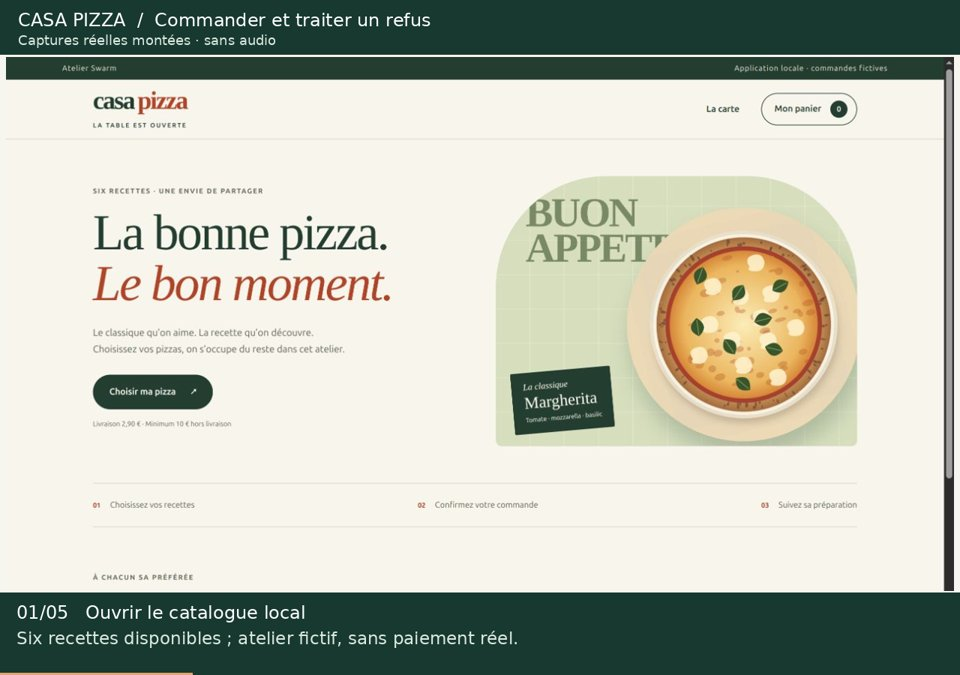 CASA PIZZA / Commander et traiter un refus
Captures réelles montées · sans audio
Atelier Swarm
Application locale · commandes fictives
casa pizza
LA TABLE EST OUVERTE
La carte
Mon panier 0
SIX RECETTES · UNE ENVIE DE PARTAGER
La bonne pizza.
Le bon moment.
Le classique qu'on aime. La recette qu'on découvre.
Choisissez vos pizzas, on s'occupe du reste dans cet atelier.
Choisir ma pizza ↗
Livraison 2,90 € · Minimum 10 € hors livraison
BUON
APPETI
La classique
Margherita
Tomate · mozzarella · basilic
01 Choisissez vos recettes
02 Confirmez votre commande
03 Suivez sa préparation
À CHACUN SA PRÉFÉRÉE
01/05 Ouvrir le catalogue local
Six recettes disponibles ; atelier fictif, sans paiement réel.